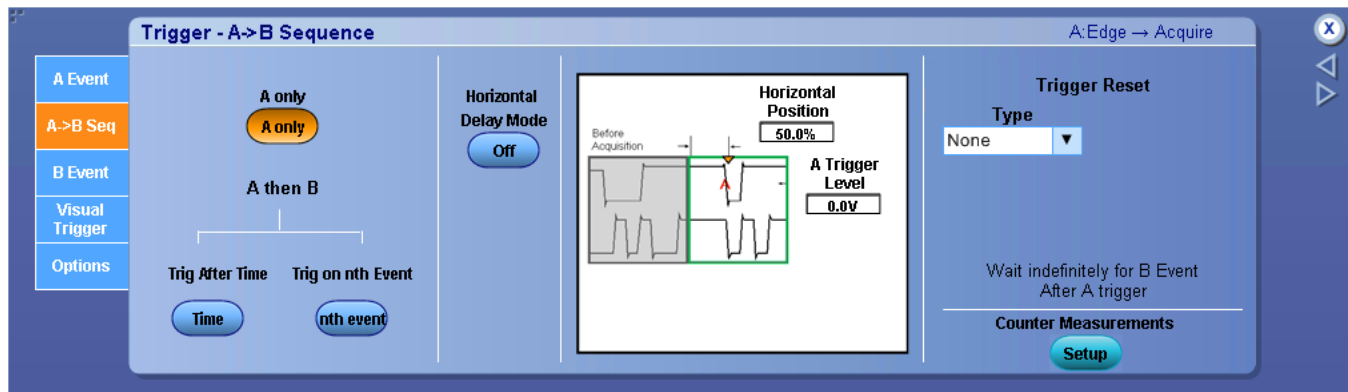 Trigger - A->B Sequence
A:Edge → Acquire
X
A Event
A->B Seq
B Event
Visual
Trigger
Options
A only
A only
A then B
Trig After Time
Trig on nth Event
Time
nth event
Horizontal
Delay Mode
Off
Horizontal
Position
50.0%
Before
Acquisition
A Trigger
Level
0.0V
A
Trigger Reset
Type
None
Wait indefinitely for B Event
After A trigger
Counter Measurements
Setup